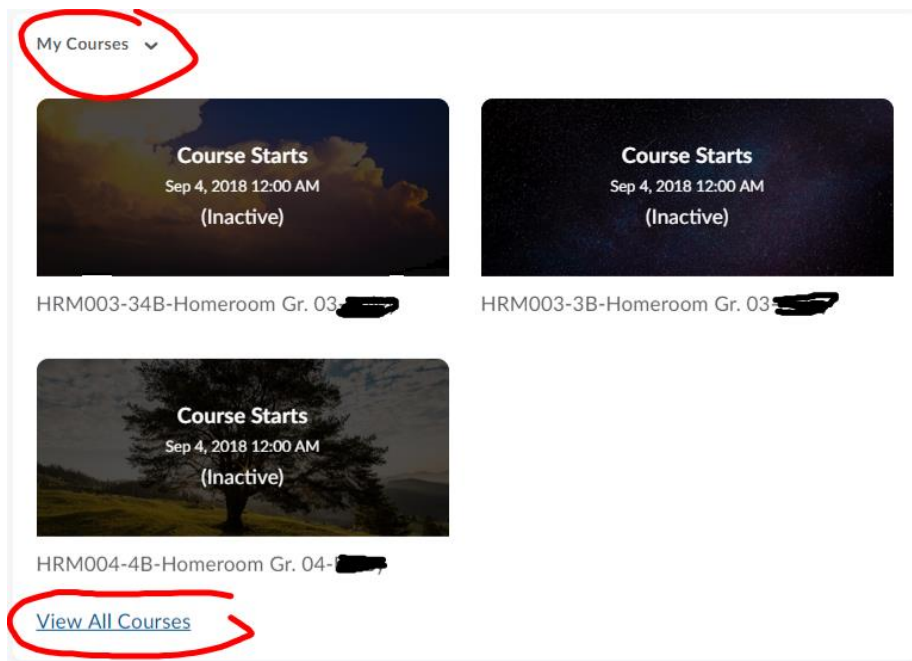 My Courses
Course Starts
Sep 4, 2018 12:00 AM
(Inactive)
HRM003-34B-Homeroom Gr. 03-
Course Starts
Sep 4, 2018 12:00 AM
(Inactive)
HRM003-3B-Homeroom Gr. 03-
Course Starts
Sep 4, 2018 12:00 AM
(Inactive)
HRM004-4B-Homeroom Gr. 04-
View All Courses